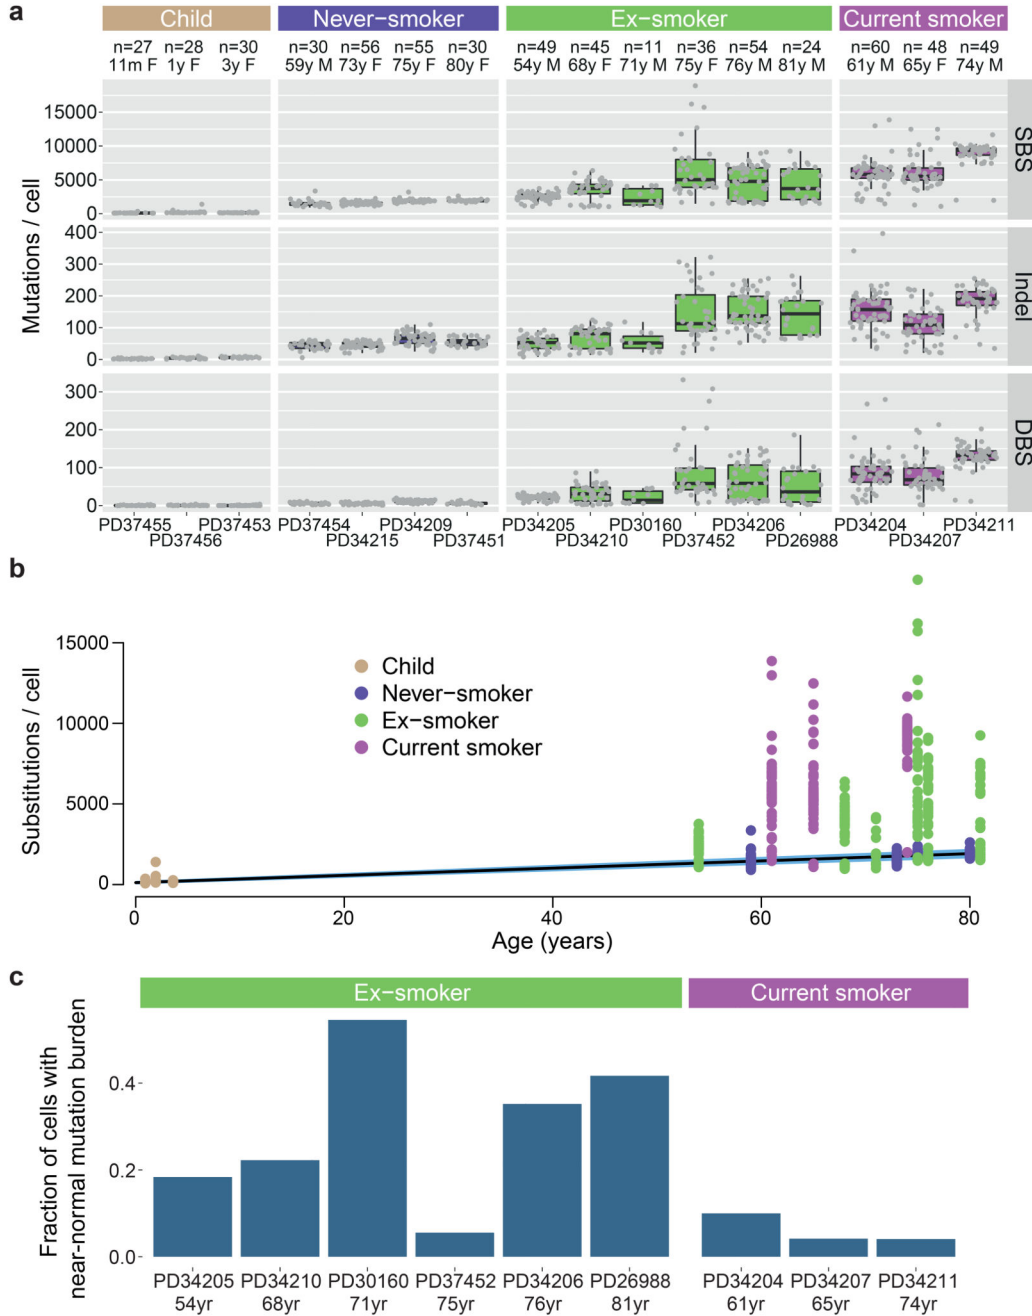 a
Child Never−smoker Ex−smoker Current smoker
n=27 n=28 n=30 n=30 n=56 n=55 n=30 n=49 n=45 n=11 n=36 n=54 n=24 n=60 n= 48 n=49
11m F 1y F 3y F 59y M 73y F 75y F 80y F 54y M 68y F 71y M 75y F 76y M 81y M 61y M 65y F 74y M
Mutations / cell
15000
10000
5000
0
SBS
400
300
200
100
0
Indel
300
200
100
0
DBS
PD37455 PD37453 PD37454 PD34209 PD34205 PD30160 PD34206 PD34204 PD34211
PD37456 PD34215 PD37451 PD34210 PD37452 PD26988 PD34207
b
Substitutions / cell
15000
10000
5000
0
Child
Never−smoker
Ex−smoker
Current smoker
0 20 40 60 80
Age (years)
c
Ex−smoker Current smoker
Fraction of cells with
near−normal mutation burden
0.4
0.2
0.0
PD34205 PD34210 PD30160 PD37452 PD34206 PD26988 PD34204 PD34207 PD34211
54yr 68yr 71yr 75yr 76yr 81yr 61yr 65yr 74yr